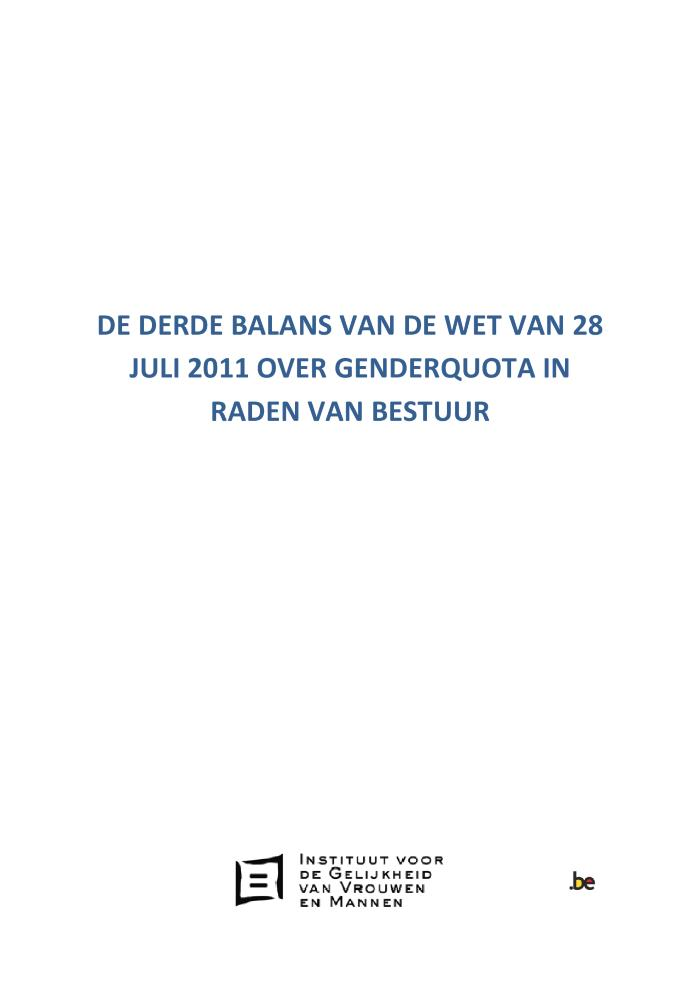 DE DERDE BALANS VAN DE WET VAN 28
JULI 2011 OVER GENDERQUOTA IN
RADEN VAN BESTUUR
INSTITUUT VOOR
DE GELIJKHEID
VAN VROUWEN
EN MANNEN
.be